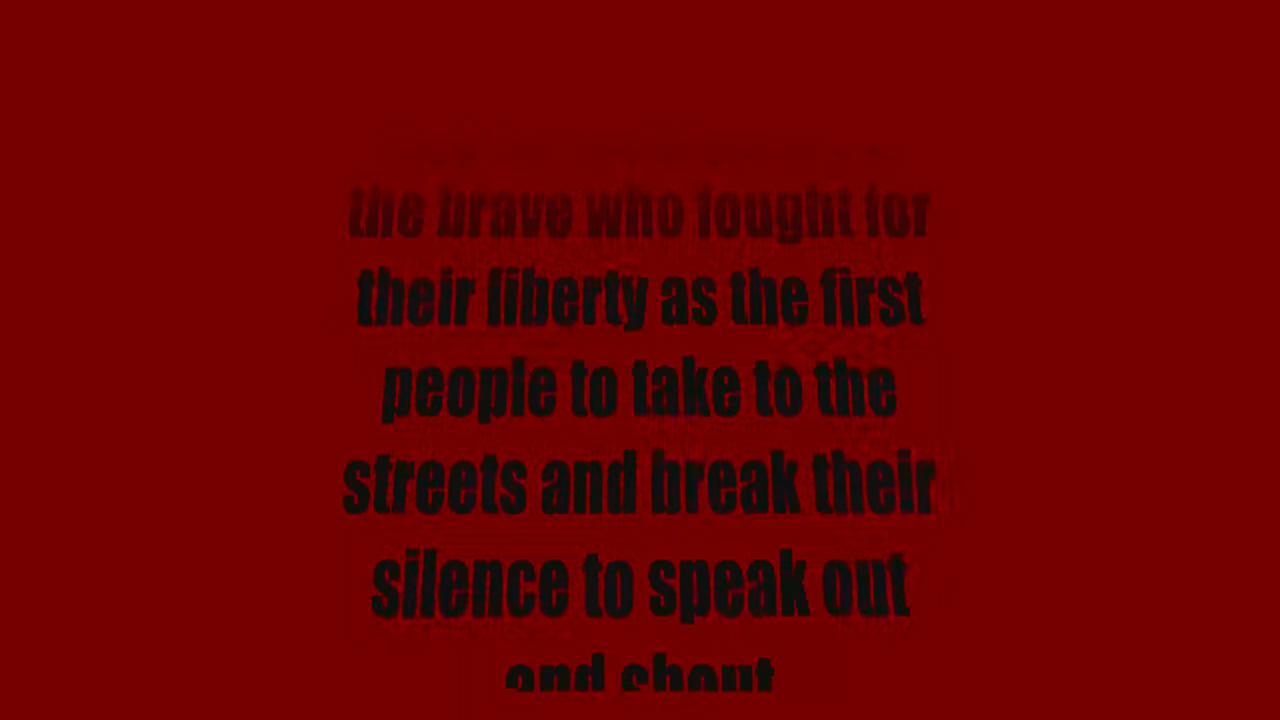 the brave who fought for
their liberty as the first
people to take to the
streets and break their
silence to speak out
and shout